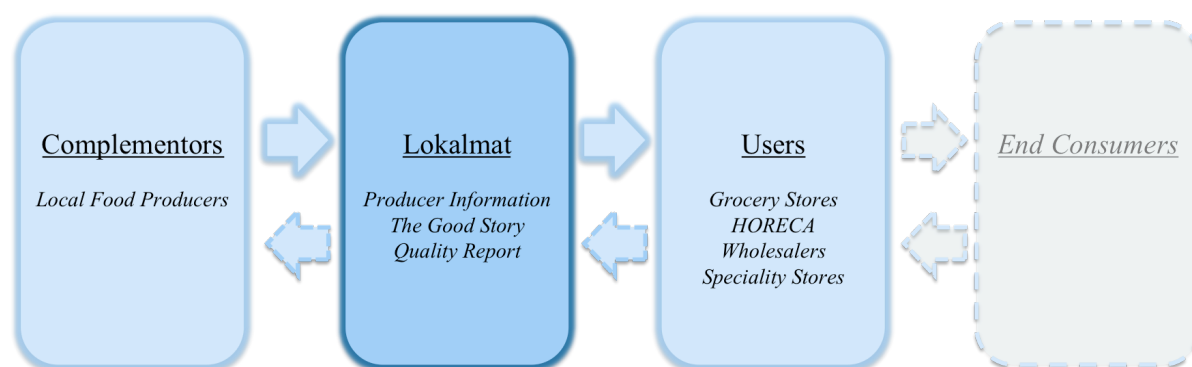 Complementors
Local Food Producers
Lokalmat
Producer Information
The Good Story
Quality Report
Users
Grocery Stores
HORECA
Wholesalers
Speciality Stores
End Consumers